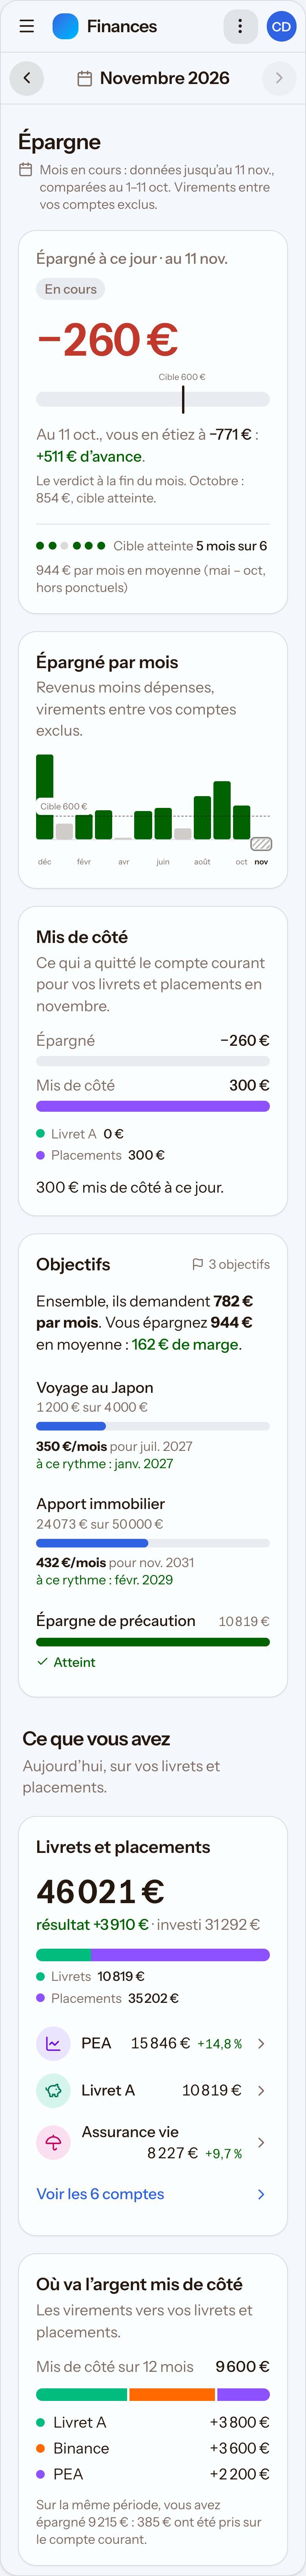 Finances
CD
Novembre 2026
Épargne
Mois en cours : données jusqu’au 11 nov.,
comparées au 1–11 oct. Virements entre
vos comptes exclus.
Épargné à ce jour · au 11 nov.
En cours
−260 €
Cible 600 €
Au 11 oct., vous en étiez à −771 € :
+511 € d’avance.
Le verdict à la fin du mois. Octobre :
854 €, cible atteinte.
Cible atteinte 5 mois sur 6
944 € par mois en moyenne (mai – oct,
hors ponctuels)
Épargné par mois
Revenus moins dépenses,
virements entre vos comptes
exclus.
Cible 600 €
déc févr avr juin août oct nov
Mis de côté
Ce qui a quitté le compte courant
pour vos livrets et placements en
novembre.
Épargné −260 €
Mis de côté 300 €
Livret A 0 €
Placements 300 €
300 € mis de côté à ce jour.
Objectifs 3 objectifs
Ensemble, ils demandent 782 €
par mois. Vous épargnez 944 €
en moyenne : 162 € de marge.
Voyage au Japon
1 200 € sur 4 000 €
350 €/mois pour juil. 2027
à ce rythme : janv. 2027
Apport immobilier
24 073 € sur 50 000 €
432 €/mois pour nov. 2031
à ce rythme : févr. 2029
Épargne de précaution 10 819 €
Atteint
Ce que vous avez
Aujourd’hui, sur vos livrets et
placements.
Livrets et placements
46 021 €
résultat +3 910 € · investi 31 292 €
Livrets 10 819 €
Placements 35 202 €
PEA 15 846 € +14,8 %
Livret A 10 819 €
Assurance vie
8 227 € +9,7 %
Voir les 6 comptes
Où va l’argent mis de côté
Les virements vers vos livrets et
placements.
Mis de côté sur 12 mois 9 600 €
Livret A +3 800 €
Binance +3 600 €
PEA +2 200 €
Sur la même période, vous avez
épargné 9 215 € : 385 € ont été pris sur
le compte courant.